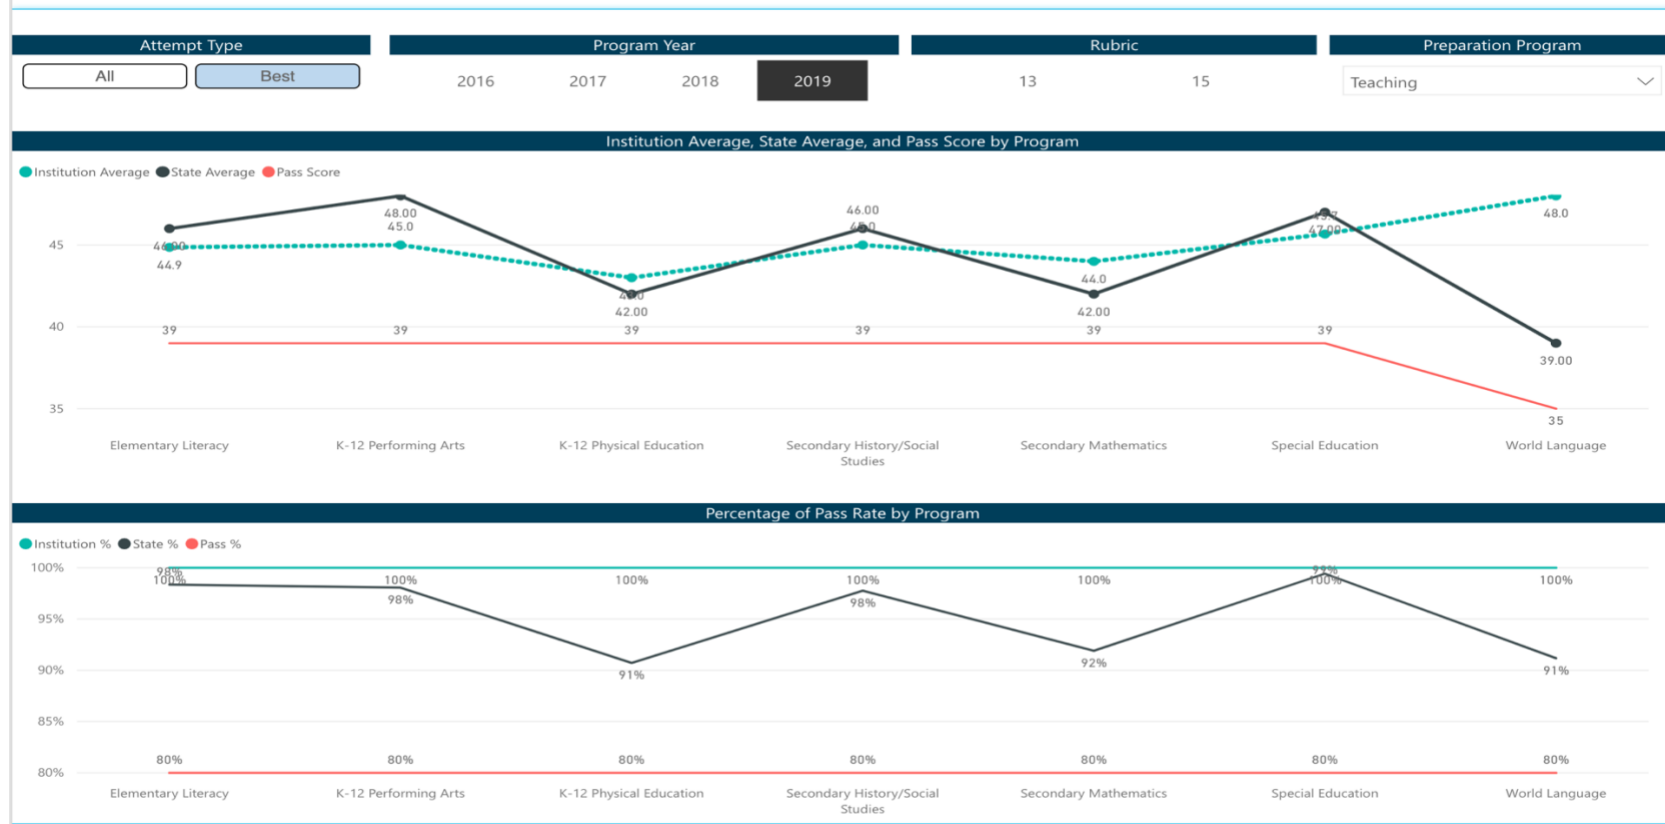 Attempt Type
Program Year
Rubric
Preparation Program
All
Best
2016
2017
2018
2019
13
15
Teaching
Institution Average, State Average, and Pass Score by Program
Institution Average
State Average
Pass Score
48.00
46.00
48.0
45.0
47.00
45
44.9
44.0
42.00
42.00
40
39
39
39
39
39
39
39.00
35
35
Elementary Literacy
K-12 Performing Arts
K-12 Physical Education
Secondary History/Social
Studies
Secondary Mathematics
Special Education
World Language
Percentage of Pass Rate by Program
Institution %
State %
Pass %
100%
98%
100%
100%
100%
100%
100%
99%
100%
100%
98%
98%
95%
92%
91%
91%
90%
85%
80%
80%
80%
80%
80%
80%
80%
80%
Elementary Literacy
K-12 Performing Arts
K-12 Physical Education
Secondary History/Social
Studies
Secondary Mathematics
Special Education
World Language